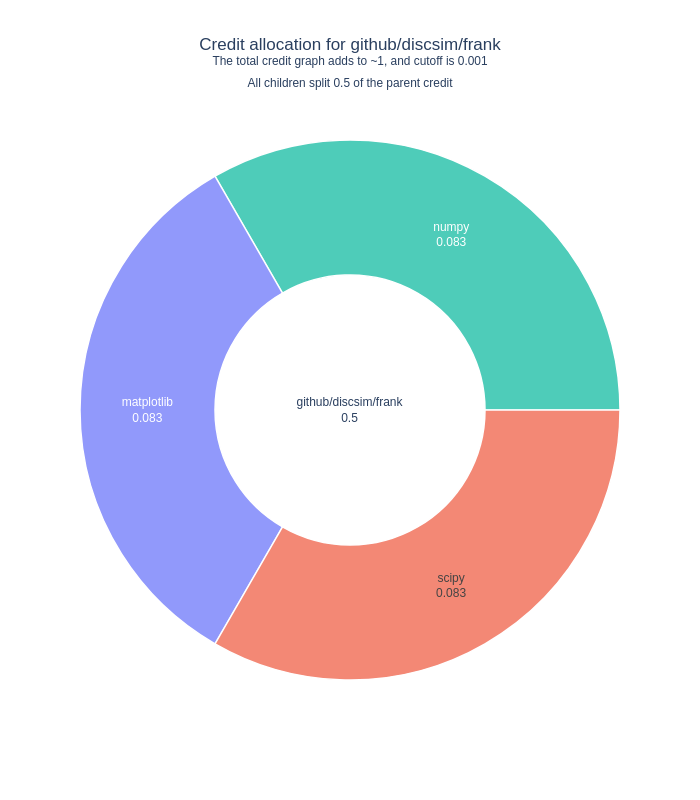 Credit allocation for github/discsim/frank
The total credit graph adds to ~1, and cutoff is 0.001
All children split 0.5 of the parent credit
numpy
0.083
matplotlib
0.083
github/discsim/frank
0.5
scipy
0.083